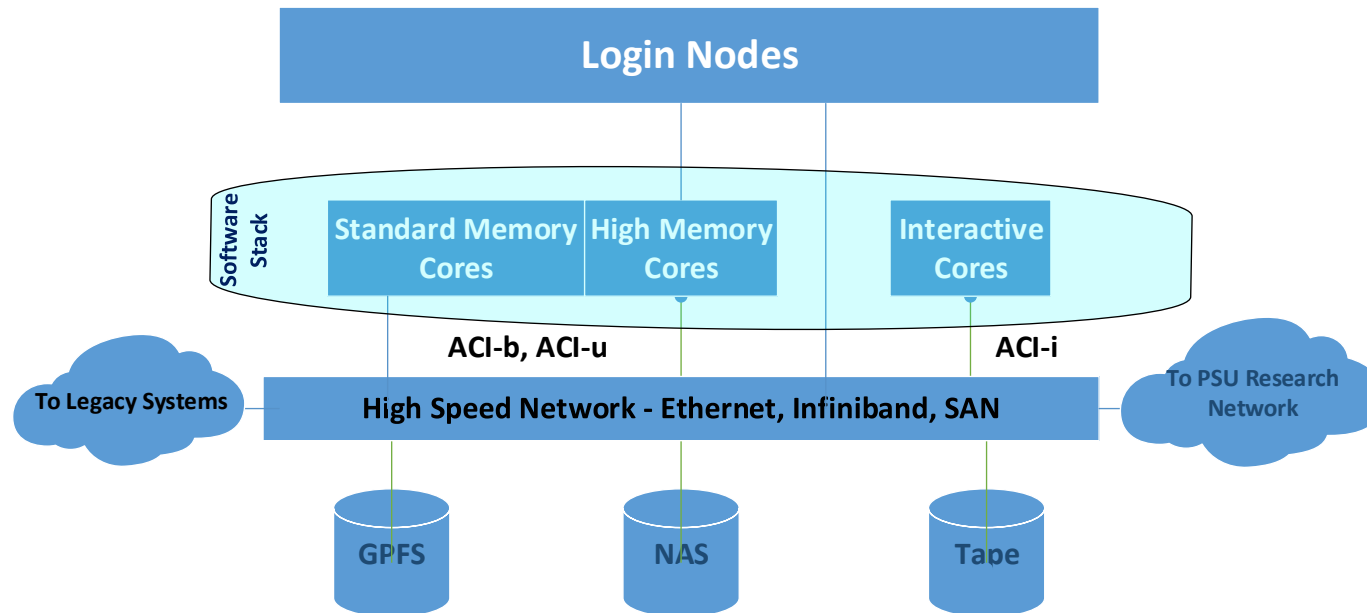 Login Nodes
Software
Stack
Standard Memory
Cores
High Memory
Cores
Interactive
Cores
ACI-b, ACI-u
ACI-i
To Legacy Systems
High Speed Network - Ethernet, Infiniband, SAN
To PSU Research
Network
GPFS
NAS
Tape